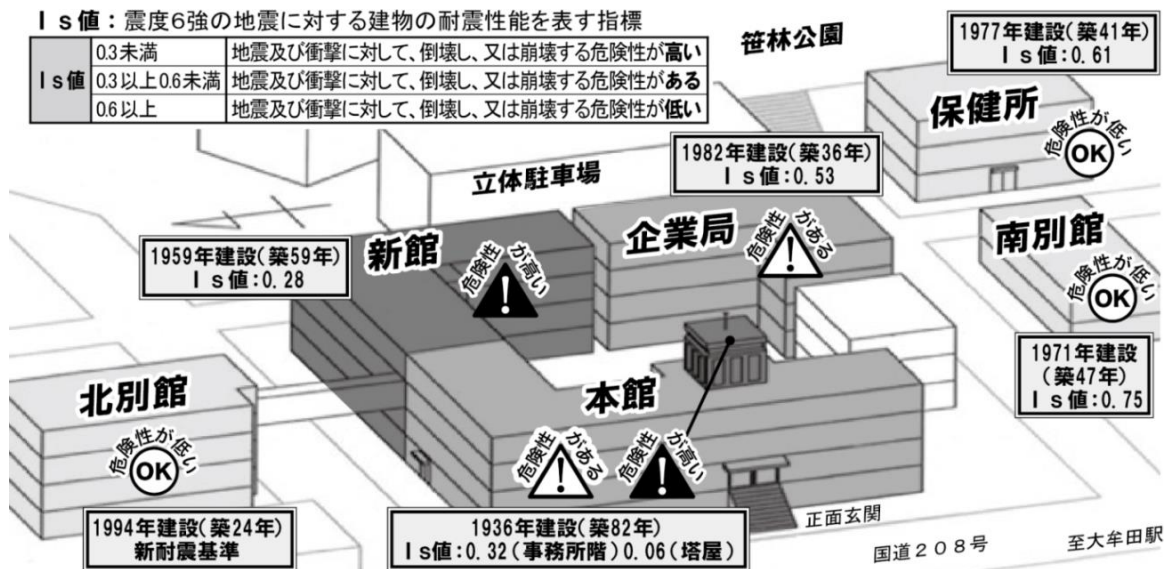 Ｉｓ値：震度６強の地震に対する建物の耐震性能を表す指標
Ｉｓ値
0.3未満 地震及び衝撃に対して、倒壊し、又は崩壊する危険性が高い
0.3以上0.6未満 地震及び衝撃に対して、倒壊し、又は崩壊する危険性がある
0.6以上 地震及び衝撃に対して、倒壊し、又は崩壊する危険性が低い
笹林公園
1977年建設(築41年)
Ｉｓ値:0.61
保健所
危険性が低い
OK
1982年建設(築36年)
Ｉｓ値:0.53
立体駐車場
企業局
危険性がある
!
南別館
危険性が低い
OK
1971年建設
(築47年)
Ｉｓ値:0.75
1959年建設(築59年)
Ｉｓ値:0.28
新館
危険性が高い
!
北別館
危険性が低い
OK
1994年建設(築24年)
新耐震基準
本館
危険性がある
!
危険性が高い
!
1936年建設(築82年)
Ｉｓ値:0.32(事務所階)0.06(塔屋)
正面玄関
国道２０８号
至大牟田駅